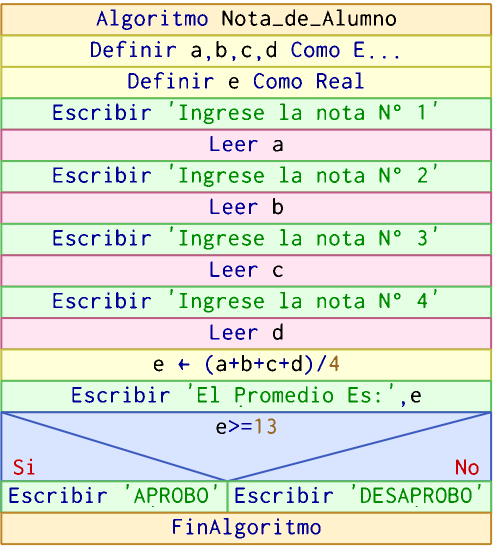 Algoritmo Nota_de_Alumno
Definir a,b,c,d Como E...
Definir e Como Real
Escribir 'Ingrese la nota N° 1'
Leer a
Escribir 'Ingrese la nota N° 2'
Leer b
Escribir 'Ingrese la nota N° 3'
Leer c
Escribir 'Ingrese la nota N° 4'
Leer d
e ← (a+b+c+d)/4
Escribir 'El Promedio Es:',e
e>=13
Si No
Escribir 'APROBO' Escribir 'DESAPROBO'
FinAlgoritmo